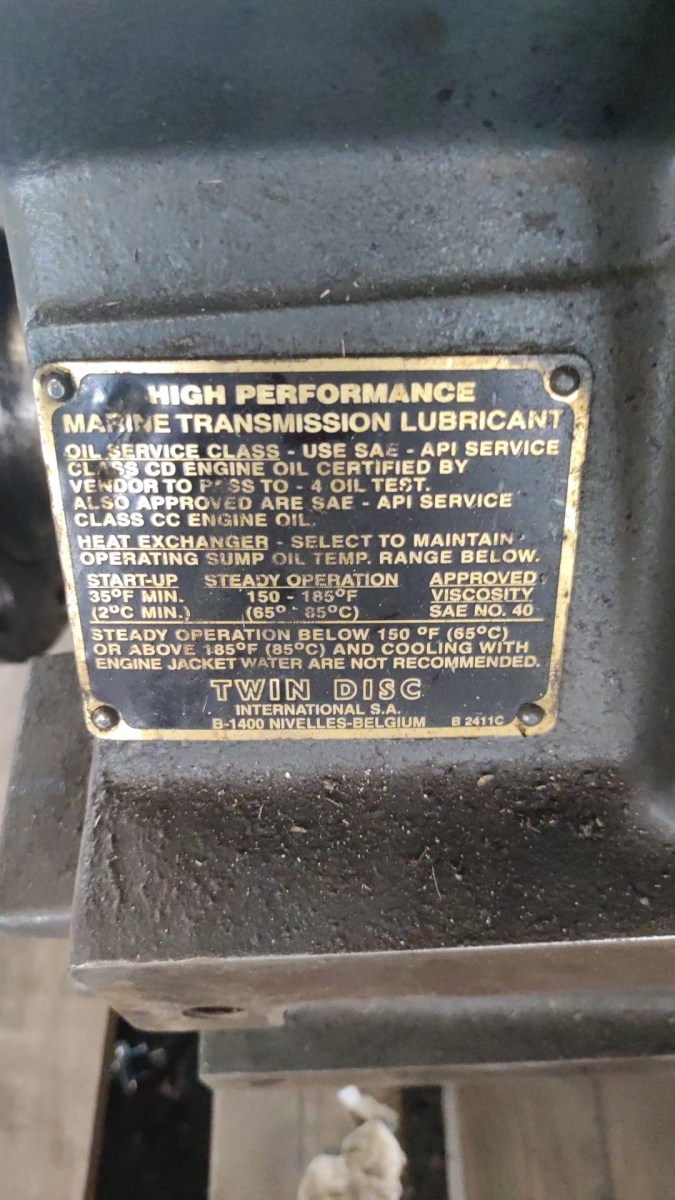 HIGH PERFORMANCE
MARINE TRANSMISSION LUBRICANT
OIL SERVICE CLASS - USE SAE - API SERVICE
CLASS CD ENGINE OIL CERTIFIED BY
VENDOR TO PASS TO - 4 OIL TEST.
ALSO APPROVED ARE SAE - API SERVICE
CLASS CC ENGINE OIL.
HEAT EXCHANGER - SELECT TO MAINTAIN
OPERATING SUMP OIL TEMP. RANGE BELOW.
START-UP STEADY OPERATION APPROVED
35°F MIN. 150 - 185°F VISCOSITY
(2°C MIN.) (65° - 85°C) SAE NO. 40
STEADY OPERATION BELOW 150 °F (65°C)
OR ABOVE 185°F (85°C) AND COOLING WITH
ENGINE JACKET WATER ARE NOT RECOMMENDED.
TWIN DISC
INTERNATIONAL S.A.
B-1400 NIVELLES-BELGIUM B 2411C